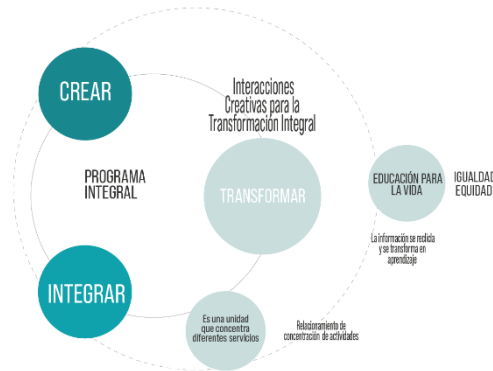 CREAR
Interacciones
Creativas para la
Transformación Integral
PROGRAMA
INTEGRAL
TRANSFORMAR
EDUCACIÓN PARA
LA VIDA
IGUALDAD
EQUIDAD
La información se recicla
y se transforma en
aprendizaje
INTEGRAR
Es una unidad
que concentra
diferentes servicios
Relacionamiento de
concentración de actividades